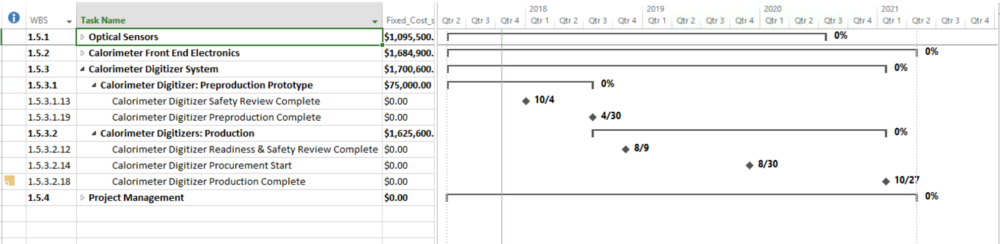 2018 2019 2020 2021
WBS Task Name Fixed_Cost_s Qtr 2 Qtr 3 Qtr 4 Qtr 1 Qtr 2 Qtr 3 Qtr 4 Qtr 1 Qtr 2 Qtr 3 Qtr 4 Qtr 1 Qtr 2 Qtr 3 Qtr 4 Qtr 1 Qtr 2 Qtr 3 Qtr 4
1.5.1 Optical Sensors $1,095,500. 0%
1.5.2 Calorimeter Front End Electronics $1,684,900. 0%
1.5.3 Calorimeter Digitizer System $1,700,600. 0%
1.5.3.1 Calorimeter Digitizer: Preproduction Prototype $75,000.00 0%
1.5.3.1.13 Calorimeter Digitizer Safety Review Complete $0.00 10/4
1.5.3.1.19 Calorimeter Digitizer Preproduction Complete $0.00 4/30
1.5.3.2 Calorimeter Digitizers: Production $1,625,600. 0%
1.5.3.2.12 Calorimeter Digitizer Readiness & Safety Review Complete $0.00 8/9
1.5.3.2.14 Calorimeter Digitizer Procurement Start $0.00 8/30
1.5.3.2.18 Calorimeter Digitizer Production Complete $0.00 10/27
1.5.4 Project Management $0.00 0%